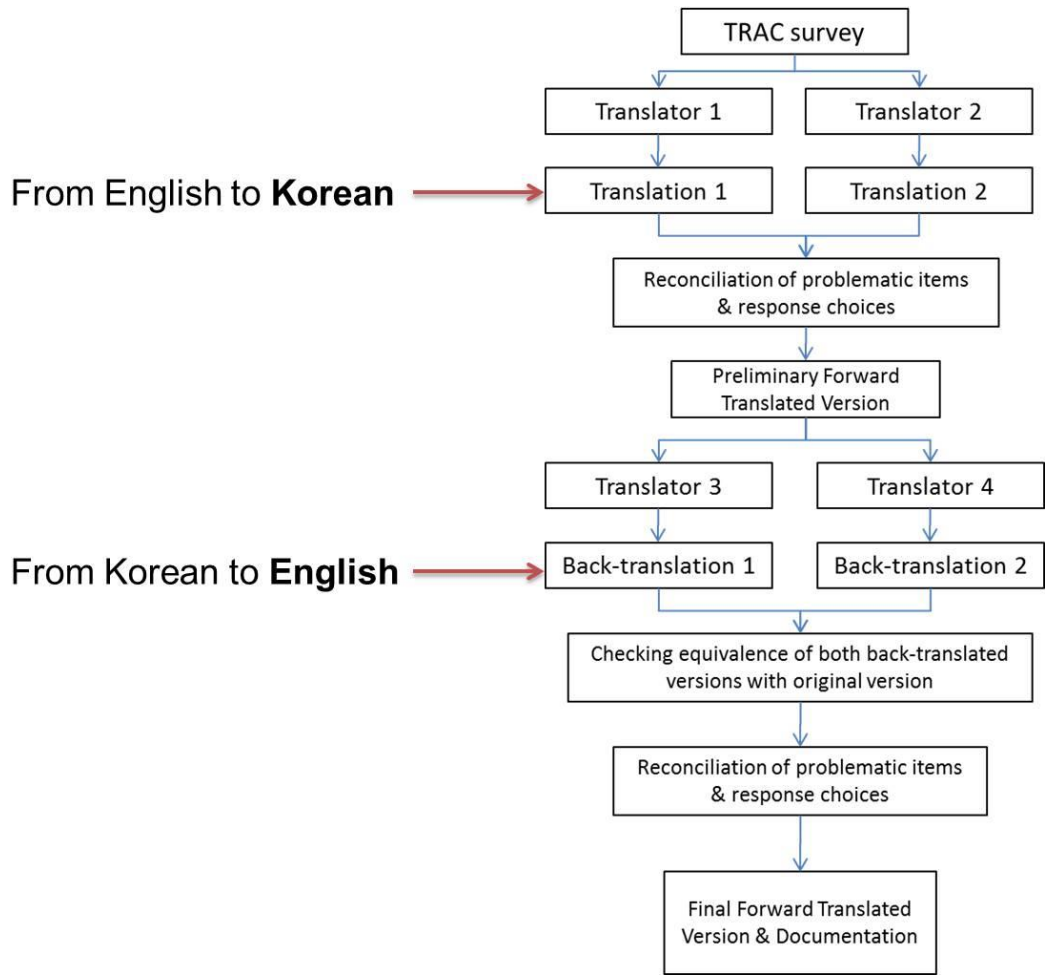 TRAC survey
Translator 1
Translator 2
From English to Korean
Translation 1
Translation 2
Reconciliation of problematic items
& response choices
Preliminary Forward
Translated Version
Translator 3
Translator 4
From Korean to English
Back-translation 1
Back-translation 2
Checking equivalence of both back-translated
versions with original version
Reconciliation of problematic items
& response choices
Final Forward Translated
Version & Documentation